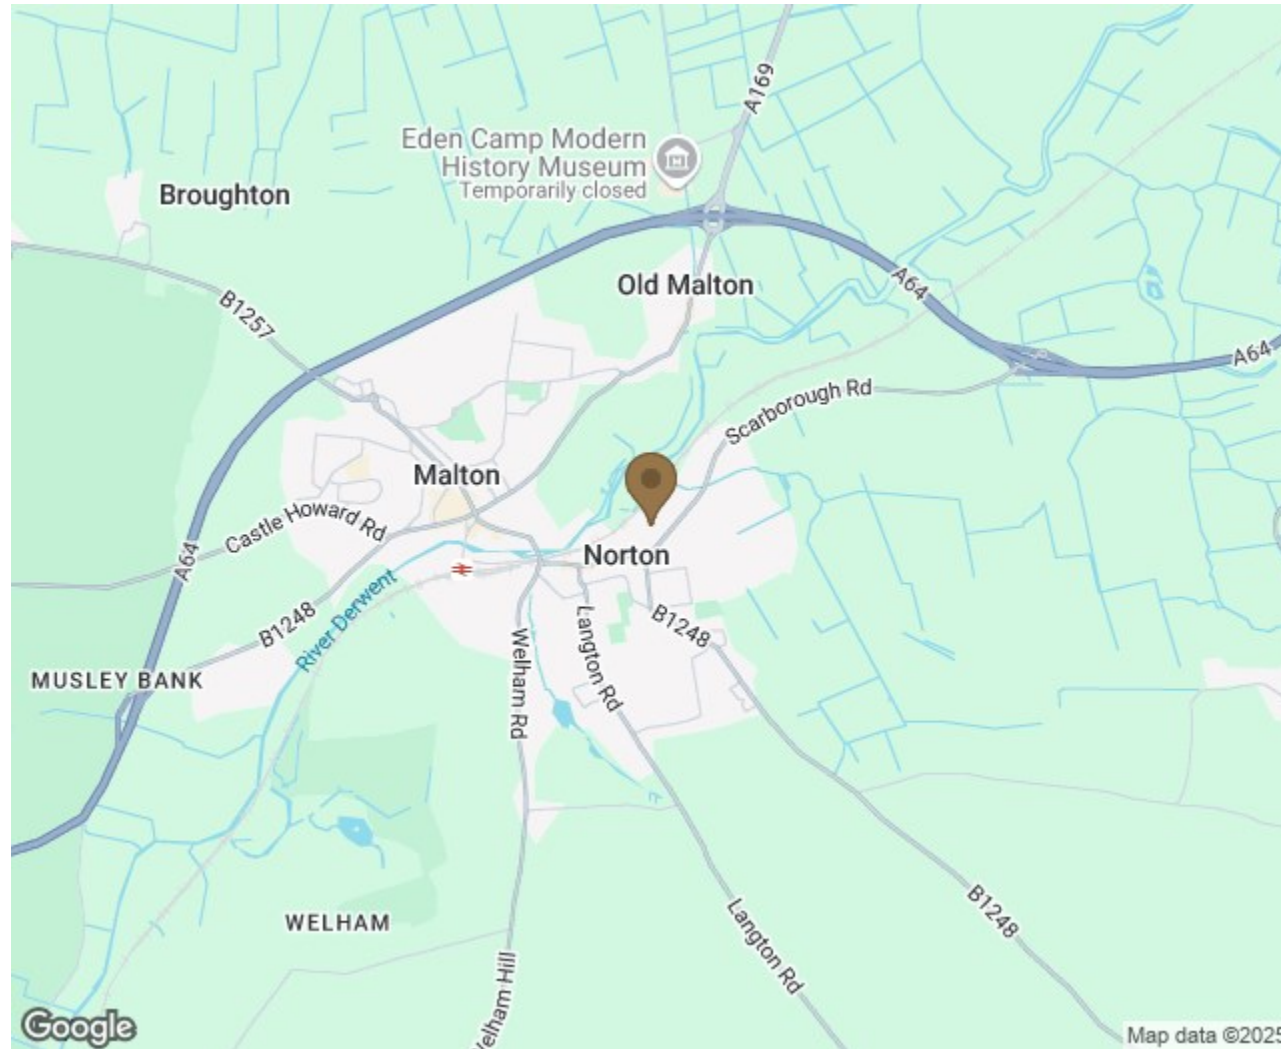 A169
Eden Camp Modern
History Museum
Temporarily closed
Broughton
Old Malton
A64
B1257
A64
Scarborough Rd
Malton
Castle Howard Rd
A64
Norton
River Derwent
B1248
B1248
Langton Rd
Welham Rd
MUSLEY BANK
WELHAM
B1248
Langton Rd
Welham Hill
Google
Map data ©2025